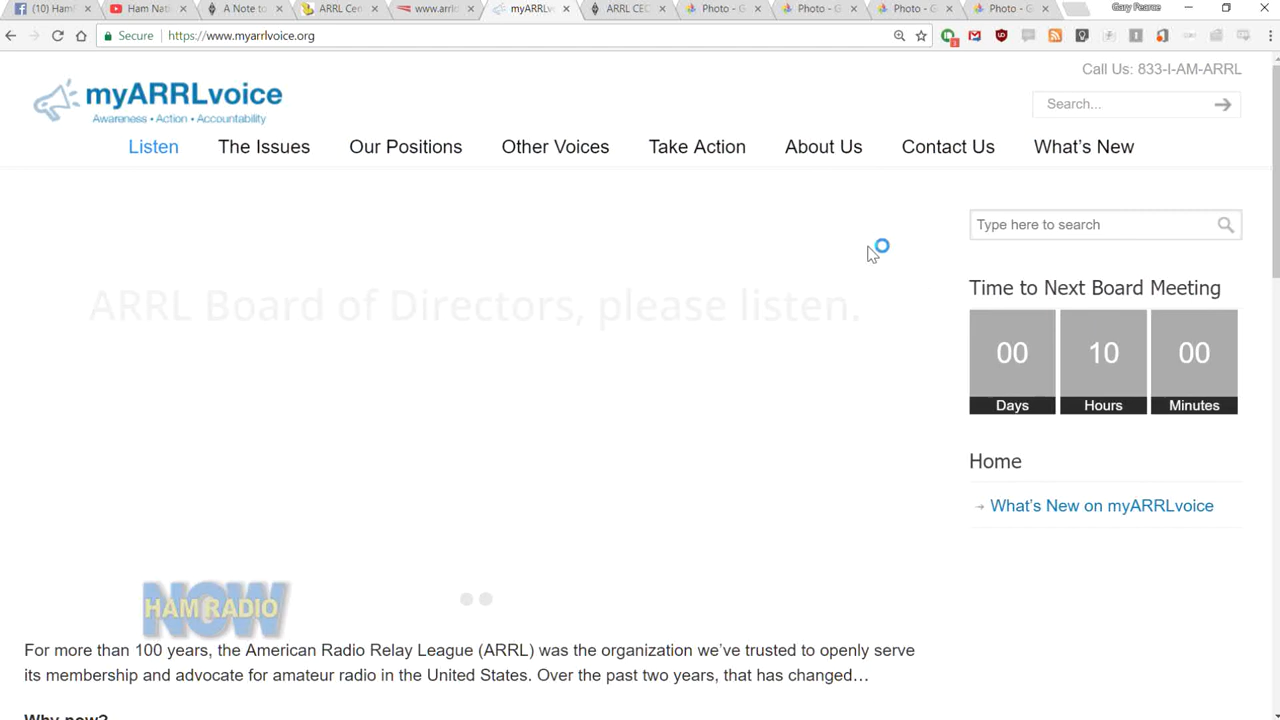 (10) Ham
Ham Nati
A Note to
ARRL Cen
www.arrl
myARRLv
ARRL CEO
Photo - G
Photo - G
Photo - G
Photo - G
Gary Pearce
Secure
https://www.myarrlvoice.org
3
Call Us: 833-I-AM-ARRL
myARRLvoice
Awareness • Action • Accountability
Search...
Listen
The Issues
Our Positions
Other Voices
Take Action
About Us
Contact Us
What's New
Type here to search
ARRL Board of Directors, please listen.
Time to Next Board Meeting
00
10
00
Days
Hours
Minutes
Home
What's New on myARRLvoice
NOW
HAM RADIO
For more than 100 years, the American Radio Relay League (ARRL) was the organization we've trusted to openly serve
its membership and advocate for amateur radio in the United States. Over the past two years, that has changed…
Why now?